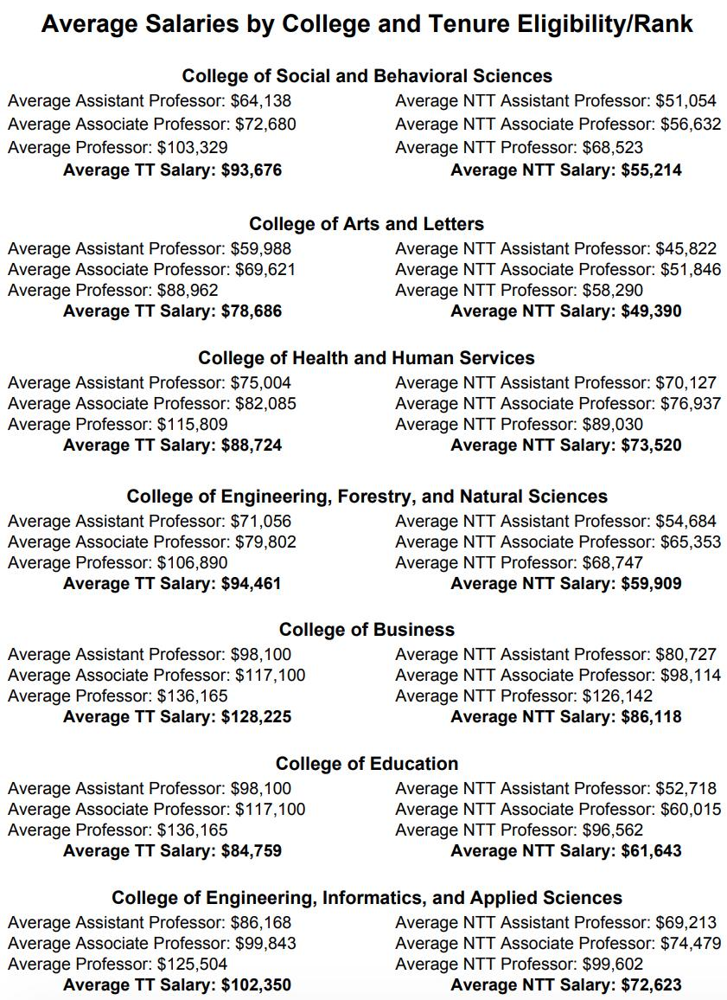 Average Salaries by College and Tenure Eligibility/Rank
College of Social and Behavioral Sciences
Average Assistant Professor: $64,138 Average NTT Assistant Professor: $51,054
Average Associate Professor: $72,680 Average NTT Associate Professor: $56,632
Average Professor: $103,329 Average NTT Professor: $68,523
Average TT Salary: $93,676 Average NTT Salary: $55,214
College of Arts and Letters
Average Assistant Professor: $59,988 Average NTT Assistant Professor: $45,822
Average Associate Professor: $69,621 Average NTT Associate Professor: $51,846
Average Professor: $88,962 Average NTT Professor: $58,290
Average TT Salary: $78,686 Average NTT Salary: $49,390
College of Health and Human Services
Average Assistant Professor: $75,004 Average NTT Assistant Professor: $70,127
Average Associate Professor: $82,085 Average NTT Associate Professor: $76,937
Average Professor: $115,809 Average NTT Professor: $89,030
Average TT Salary: $88,724 Average NTT Salary: $73,520
College of Engineering, Forestry, and Natural Sciences
Average Assistant Professor: $71,056 Average NTT Assistant Professor: $54,684
Average Associate Professor: $79,802 Average NTT Associate Professor: $65,353
Average Professor: $106,890 Average NTT Professor: $68,747
Average TT Salary: $94,461 Average NTT Salary: $59,909
College of Business
Average Assistant Professor: $98,100 Average NTT Assistant Professor: $80,727
Average Associate Professor: $117,100 Average NTT Associate Professor: $98,114
Average Professor: $136,165 Average NTT Professor: $126,142
Average TT Salary: $128,225 Average NTT Salary: $86,118
College of Education
Average Assistant Professor: $98,100 Average NTT Assistant Professor: $52,718
Average Associate Professor: $117,100 Average NTT Associate Professor: $60,015
Average Professor: $136,165 Average NTT Professor: $96,562
Average TT Salary: $84,759 Average NTT Salary: $61,643
College of Engineering, Informatics, and Applied Sciences
Average Assistant Professor: $86,168 Average NTT Assistant Professor: $69,213
Average Associate Professor: $99,843 Average NTT Associate Professor: $74,479
Average Professor: $125,504 Average NTT Professor: $99,602
Average TT Salary: $102,350 Average NTT Salary: $72,623